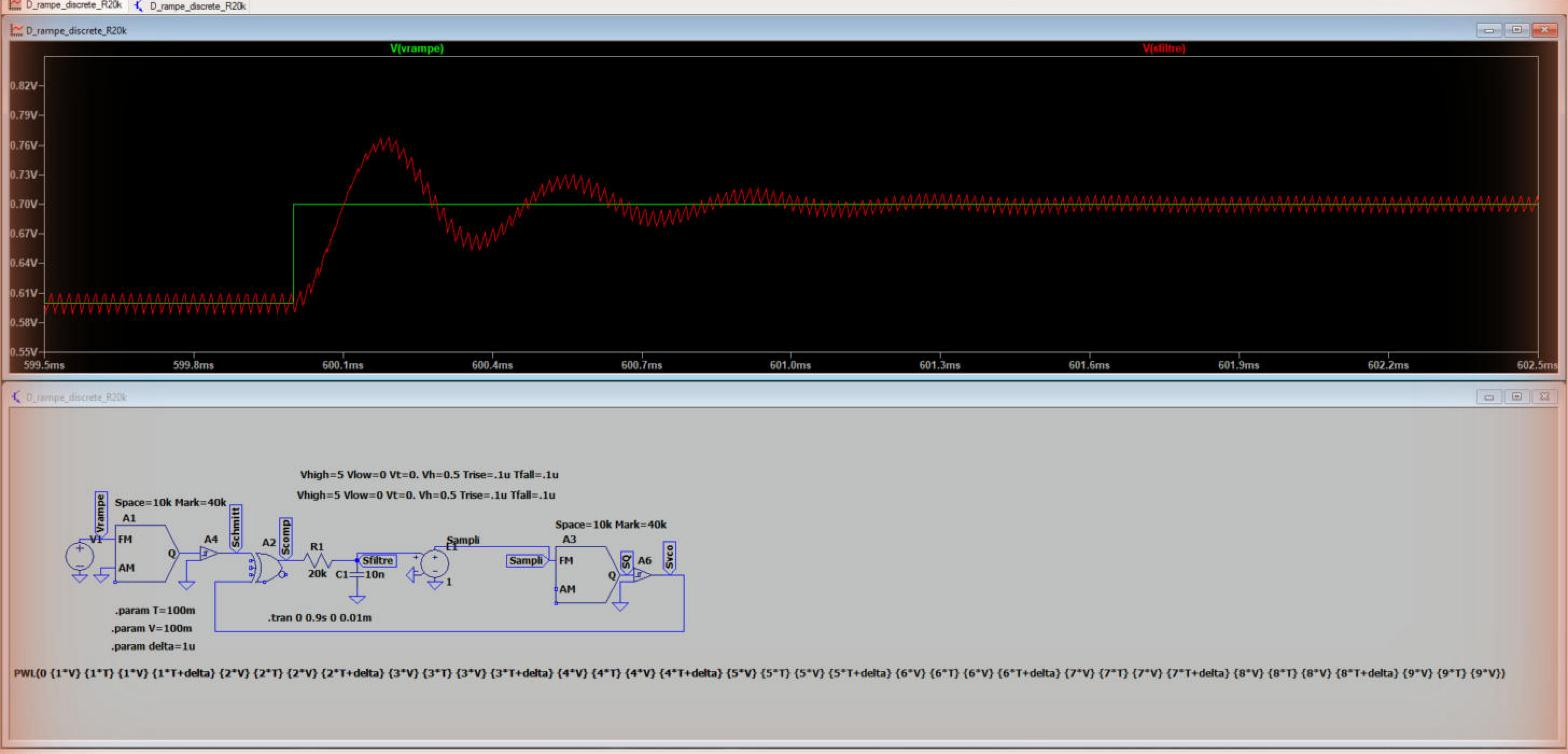 D_rampe_discrete_R20k D_rampe_discrete_R20k
D_rampe_discrete_R20k
V(vrampe) V(sfiltre)
0.82V
0.79V
0.76V
0.73V
0.70V
0.67V
0.64V
0.61V
0.58V
0.55V
599.5ms 599.8ms 600.1ms 600.4ms 600.7ms 601.0ms 601.3ms 601.6ms 601.9ms 602.2ms 602.5ms
D_rampe_discrete_R20k
Vhigh=5 Vlow=0 Vt=0. Vh=0.5 Trise=.1u Tfall=.1u
Vhigh=5 Vlow=0 Vt=0. Vh=0.5 Trise=.1u Tfall=.1u
Vrampe
Space=10k Mark=40k
A1
Schmitt
Scomp
Space=10k Mark=40k
V1 FM A4 A2 R1 Sampli E1 A3
Q Sfiltre Sampli FM SQ A6 Svco
AM 20k C1 10n 1 Q
AM
.param T=100m
.tran 0 0.9s 0 0.01m
.param V=100m
.param delta=1u
PWL(0 {1*V} {1*T} {1*V} {1*T+delta} {2*V} {2*T} {2*V} {2*T+delta} {3*V} {3*T} {3*V} {3*T+delta} {4*V} {4*T} {4*V} {4*T+delta} {5*V} {5*T} {5*V} {5*T+delta} {6*V} {6*T} {6*V} {6*T+delta} {7*V} {7*T} {7*V} {7*T+delta} {8*V} {8*T} {8*V} {8*T+delta} {9*V} {9*T} {9*V})